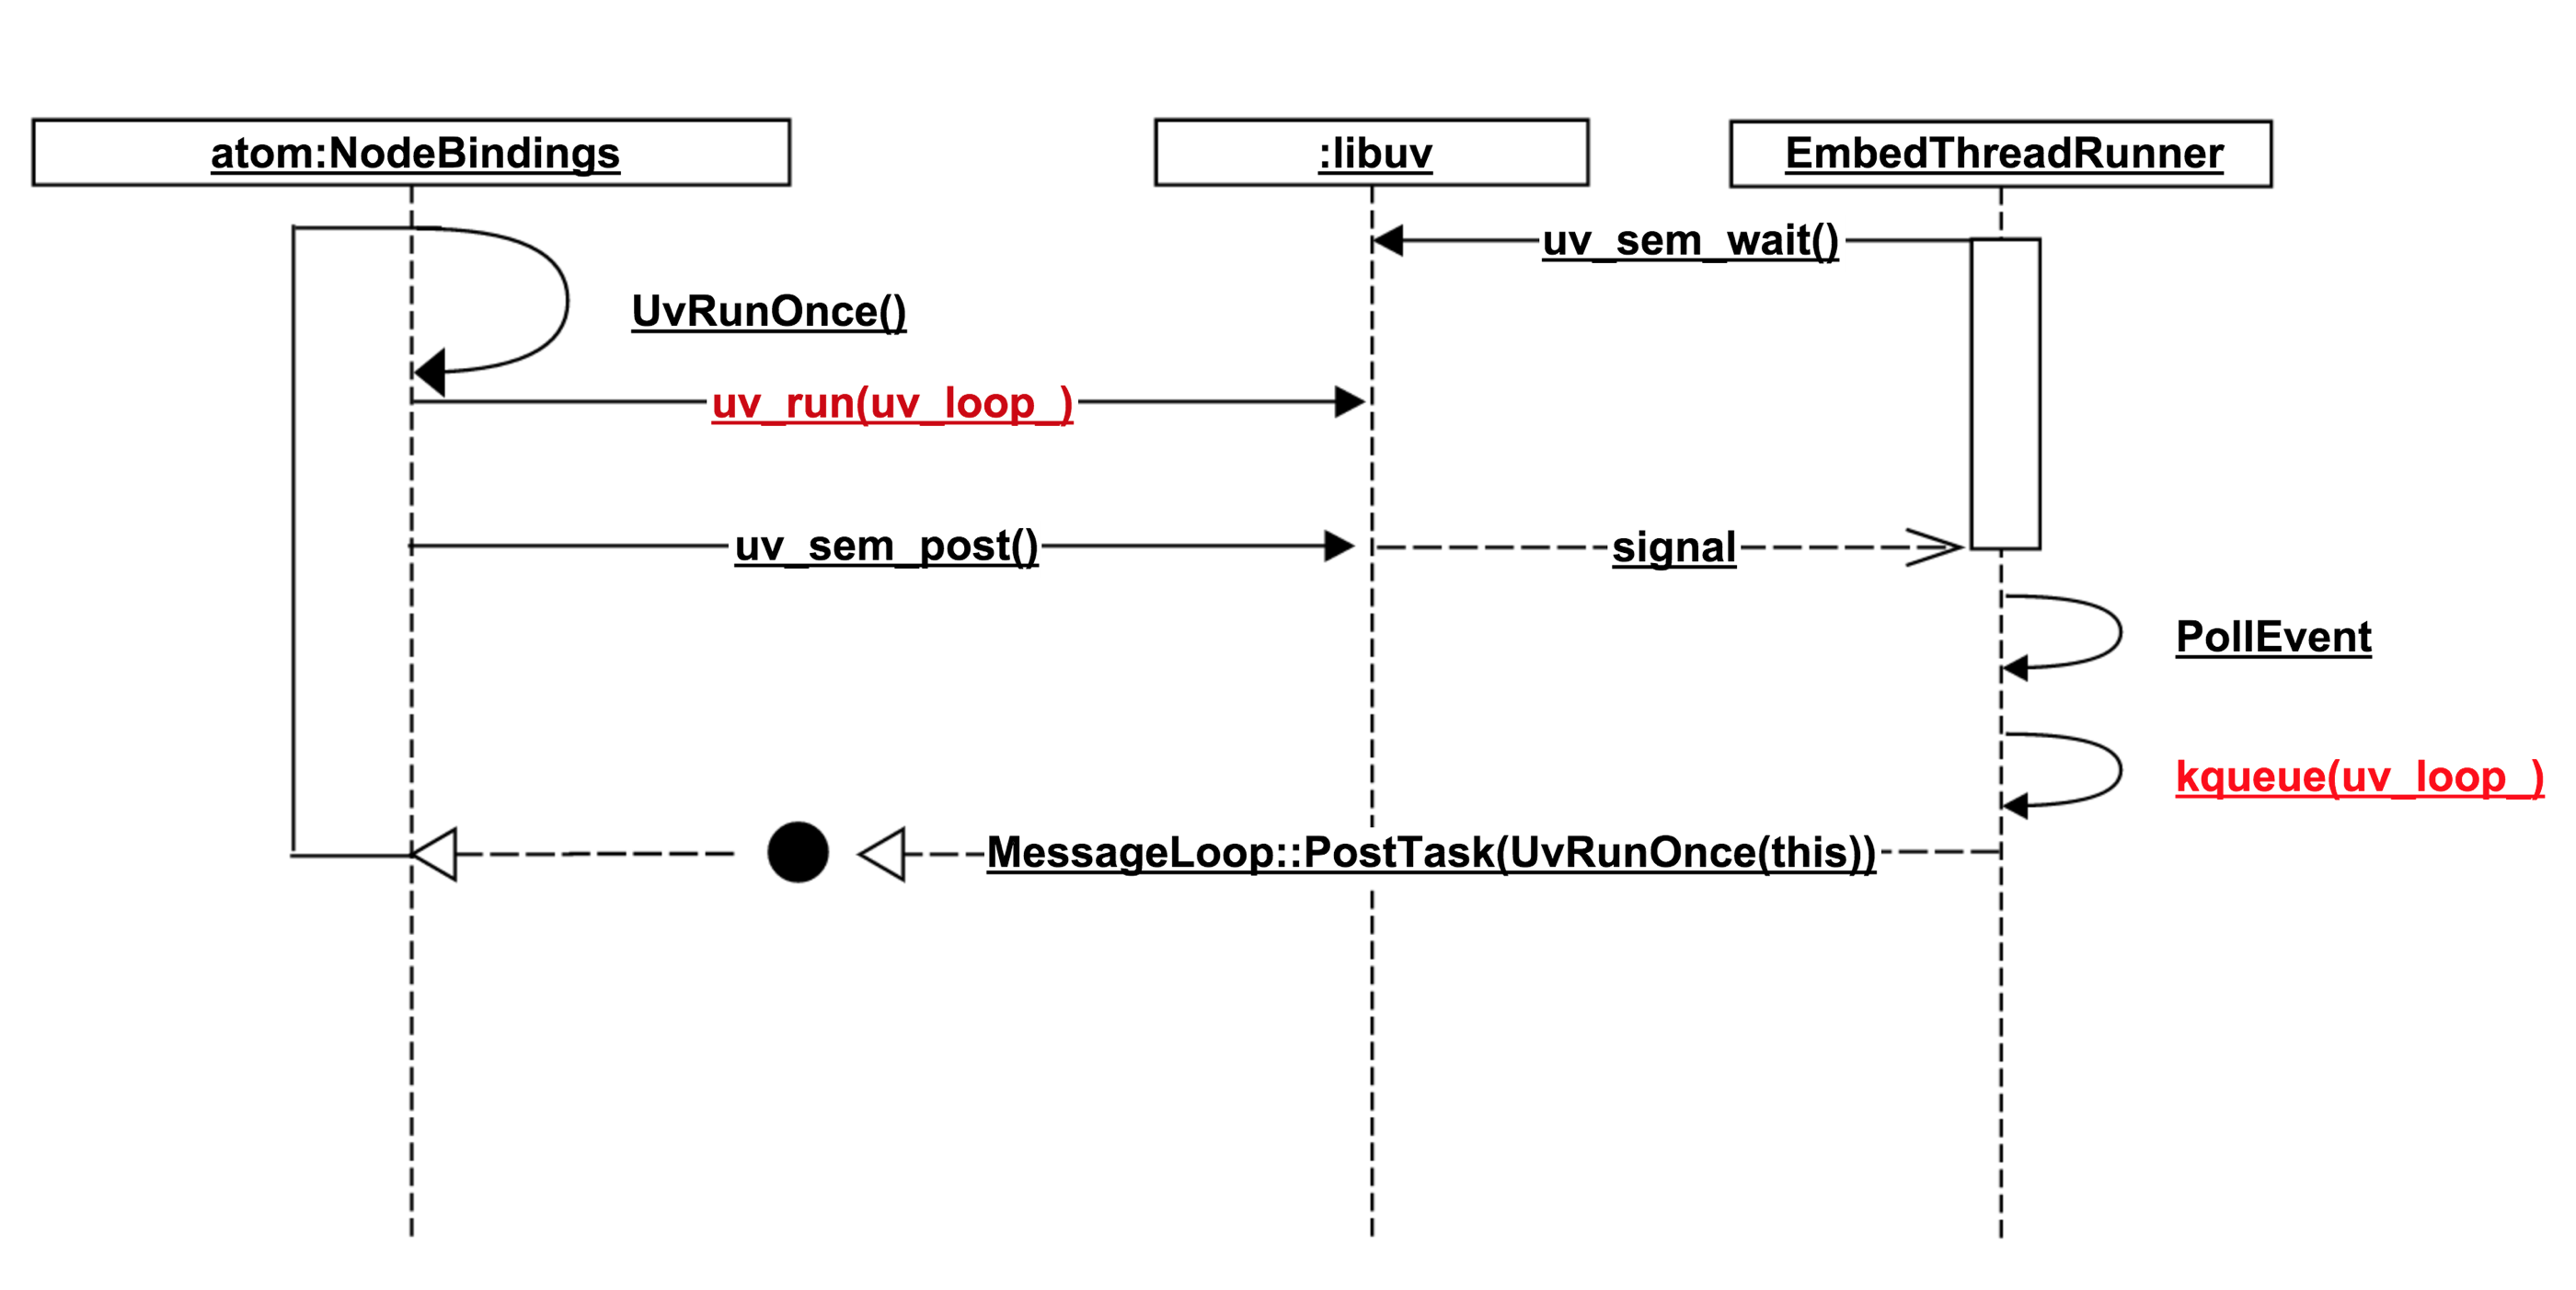 atom:NodeBindings
:libuv
EmbedThreadRunner
uv_sem_wait()
UvRunOnce()
uv_run(uv_loop_)
uv_sem_post()
signal
PollEvent
kqueue(uv_loop_)
MessageLoop::PostTask(UvRunOnce(this))